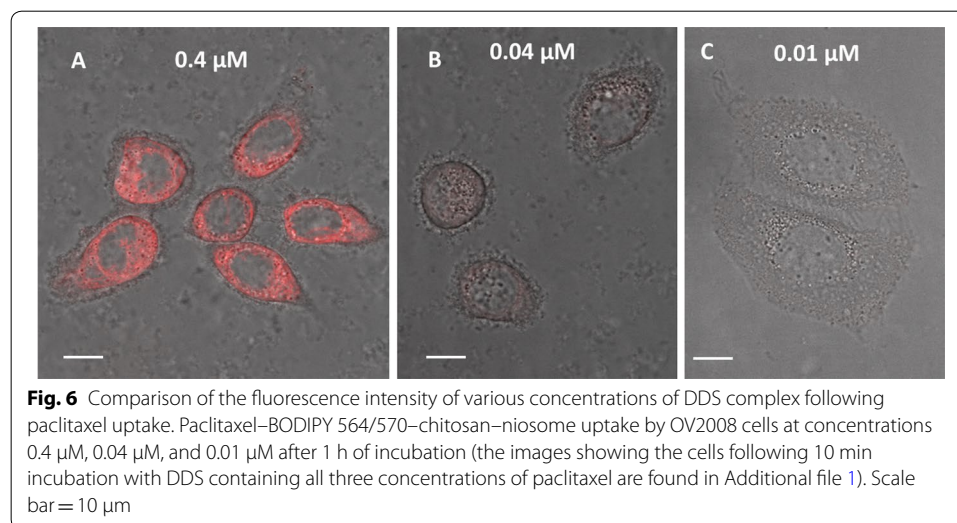 A 0.4 μM
B 0.04 μM
C 0.01 μM
Fig. 6 Comparison of the fluorescence intensity of various concentrations of DDS complex following
paclitaxel uptake. Paclitaxel–BODIPY 564/570–chitosan–niosome uptake by OV2008 cells at concentrations
0.4 μM, 0.04 μM, and 0.01 μM after 1 h of incubation (the images showing the cells following 10 min
incubation with DDS containing all three concentrations of paclitaxel are found in Additional file 1). Scale
bar = 10 μm